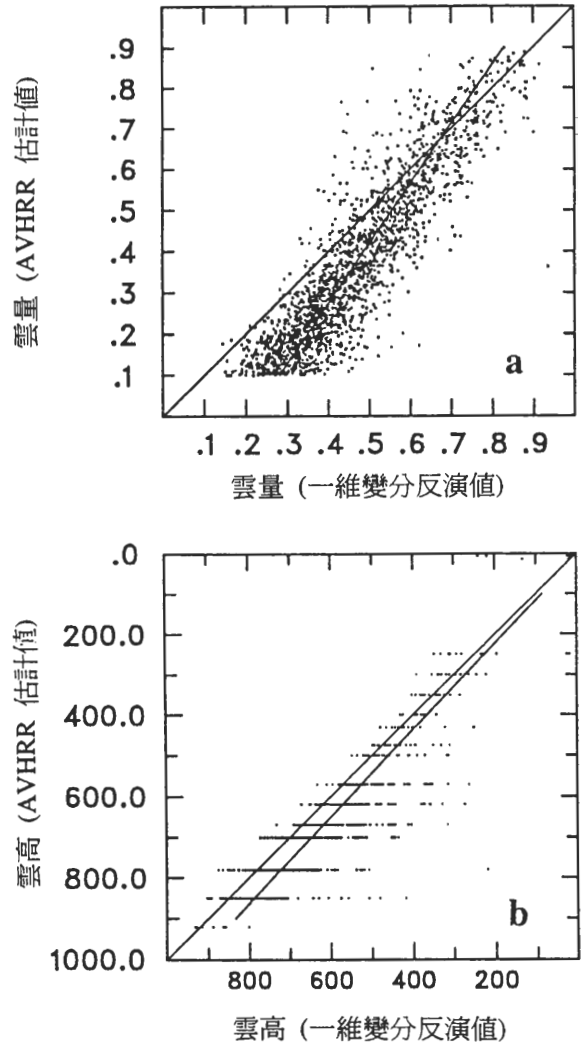 .9
.8
.7
.6
.5
.4
.3
.2
.1
雲量 (AVHRR 估計值)
a
.1 .2 .3 .4 .5 .6 .7 .8 .9
雲量 (一維變分反演值)
.0
200.0
400.0
600.0
800.0
1000.0
雲高 (AVHRR 估計值)
b
800 600 400 200
雲高 (一維變分反演值)